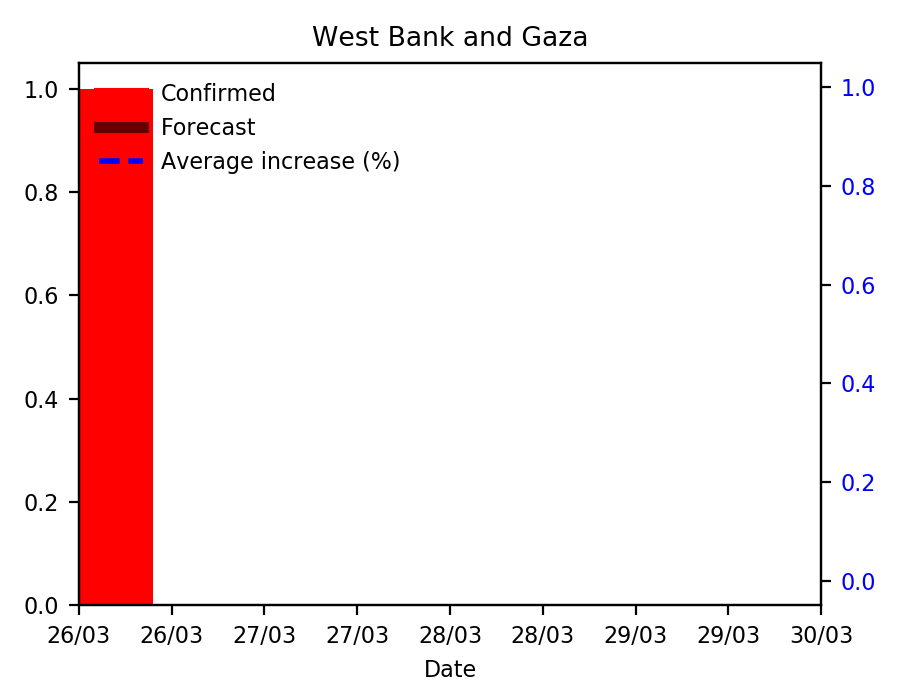 West Bank and Gaza
Confirmed
Forecast
Average increase (%)
1.0
0.8
0.6
0.4
0.2
0.0
1.0
0.8
0.6
0.4
0.2
0.0
26/03 26/03 27/03 27/03 28/03 28/03 29/03 29/03 30/03
Date